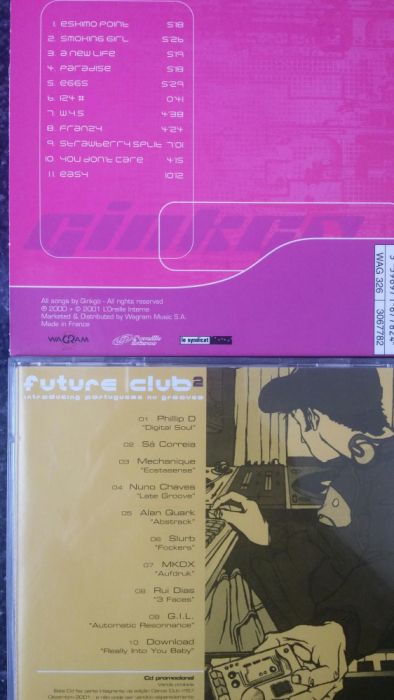 1. eskimo point 5:18
2. smoking girl 5:26
3. a new life 5:19
4. paradise 5:18
5. eggs 5:29
6. 124 # 0:41
7. w.4.5 4:38
8. franzy 4:24
9. strawberry split 7:01
10. you don't care 4:15
11. easy 10:12
ginkgo
All songs by Ginkgo - All rights reserved
℗ 2000 + © 2001 L'Oreille Interne
Marketed & Distributed by Wagram Music S.A.
Made in France
WAGRAM
le syndicat
WAG 326
3067782
future club²
introducing portuguese nu grooves
01 Phillip D
"Digital Soul"
02 Sá Correia
03 Mechanique
"Ecstasense"
04 Nuno Chaves
"Late Groove"
05 Alan Quark
"Abstrack"
06 Slurb
"Fockers"
07 MKDX
"Aufdruk"
08 Rui Dias
"3 Faces"
09 G.I.L.
"Automatic Resonnance"
10 Download
"Really Into You Baby"
Cd promocional
Venda proibida